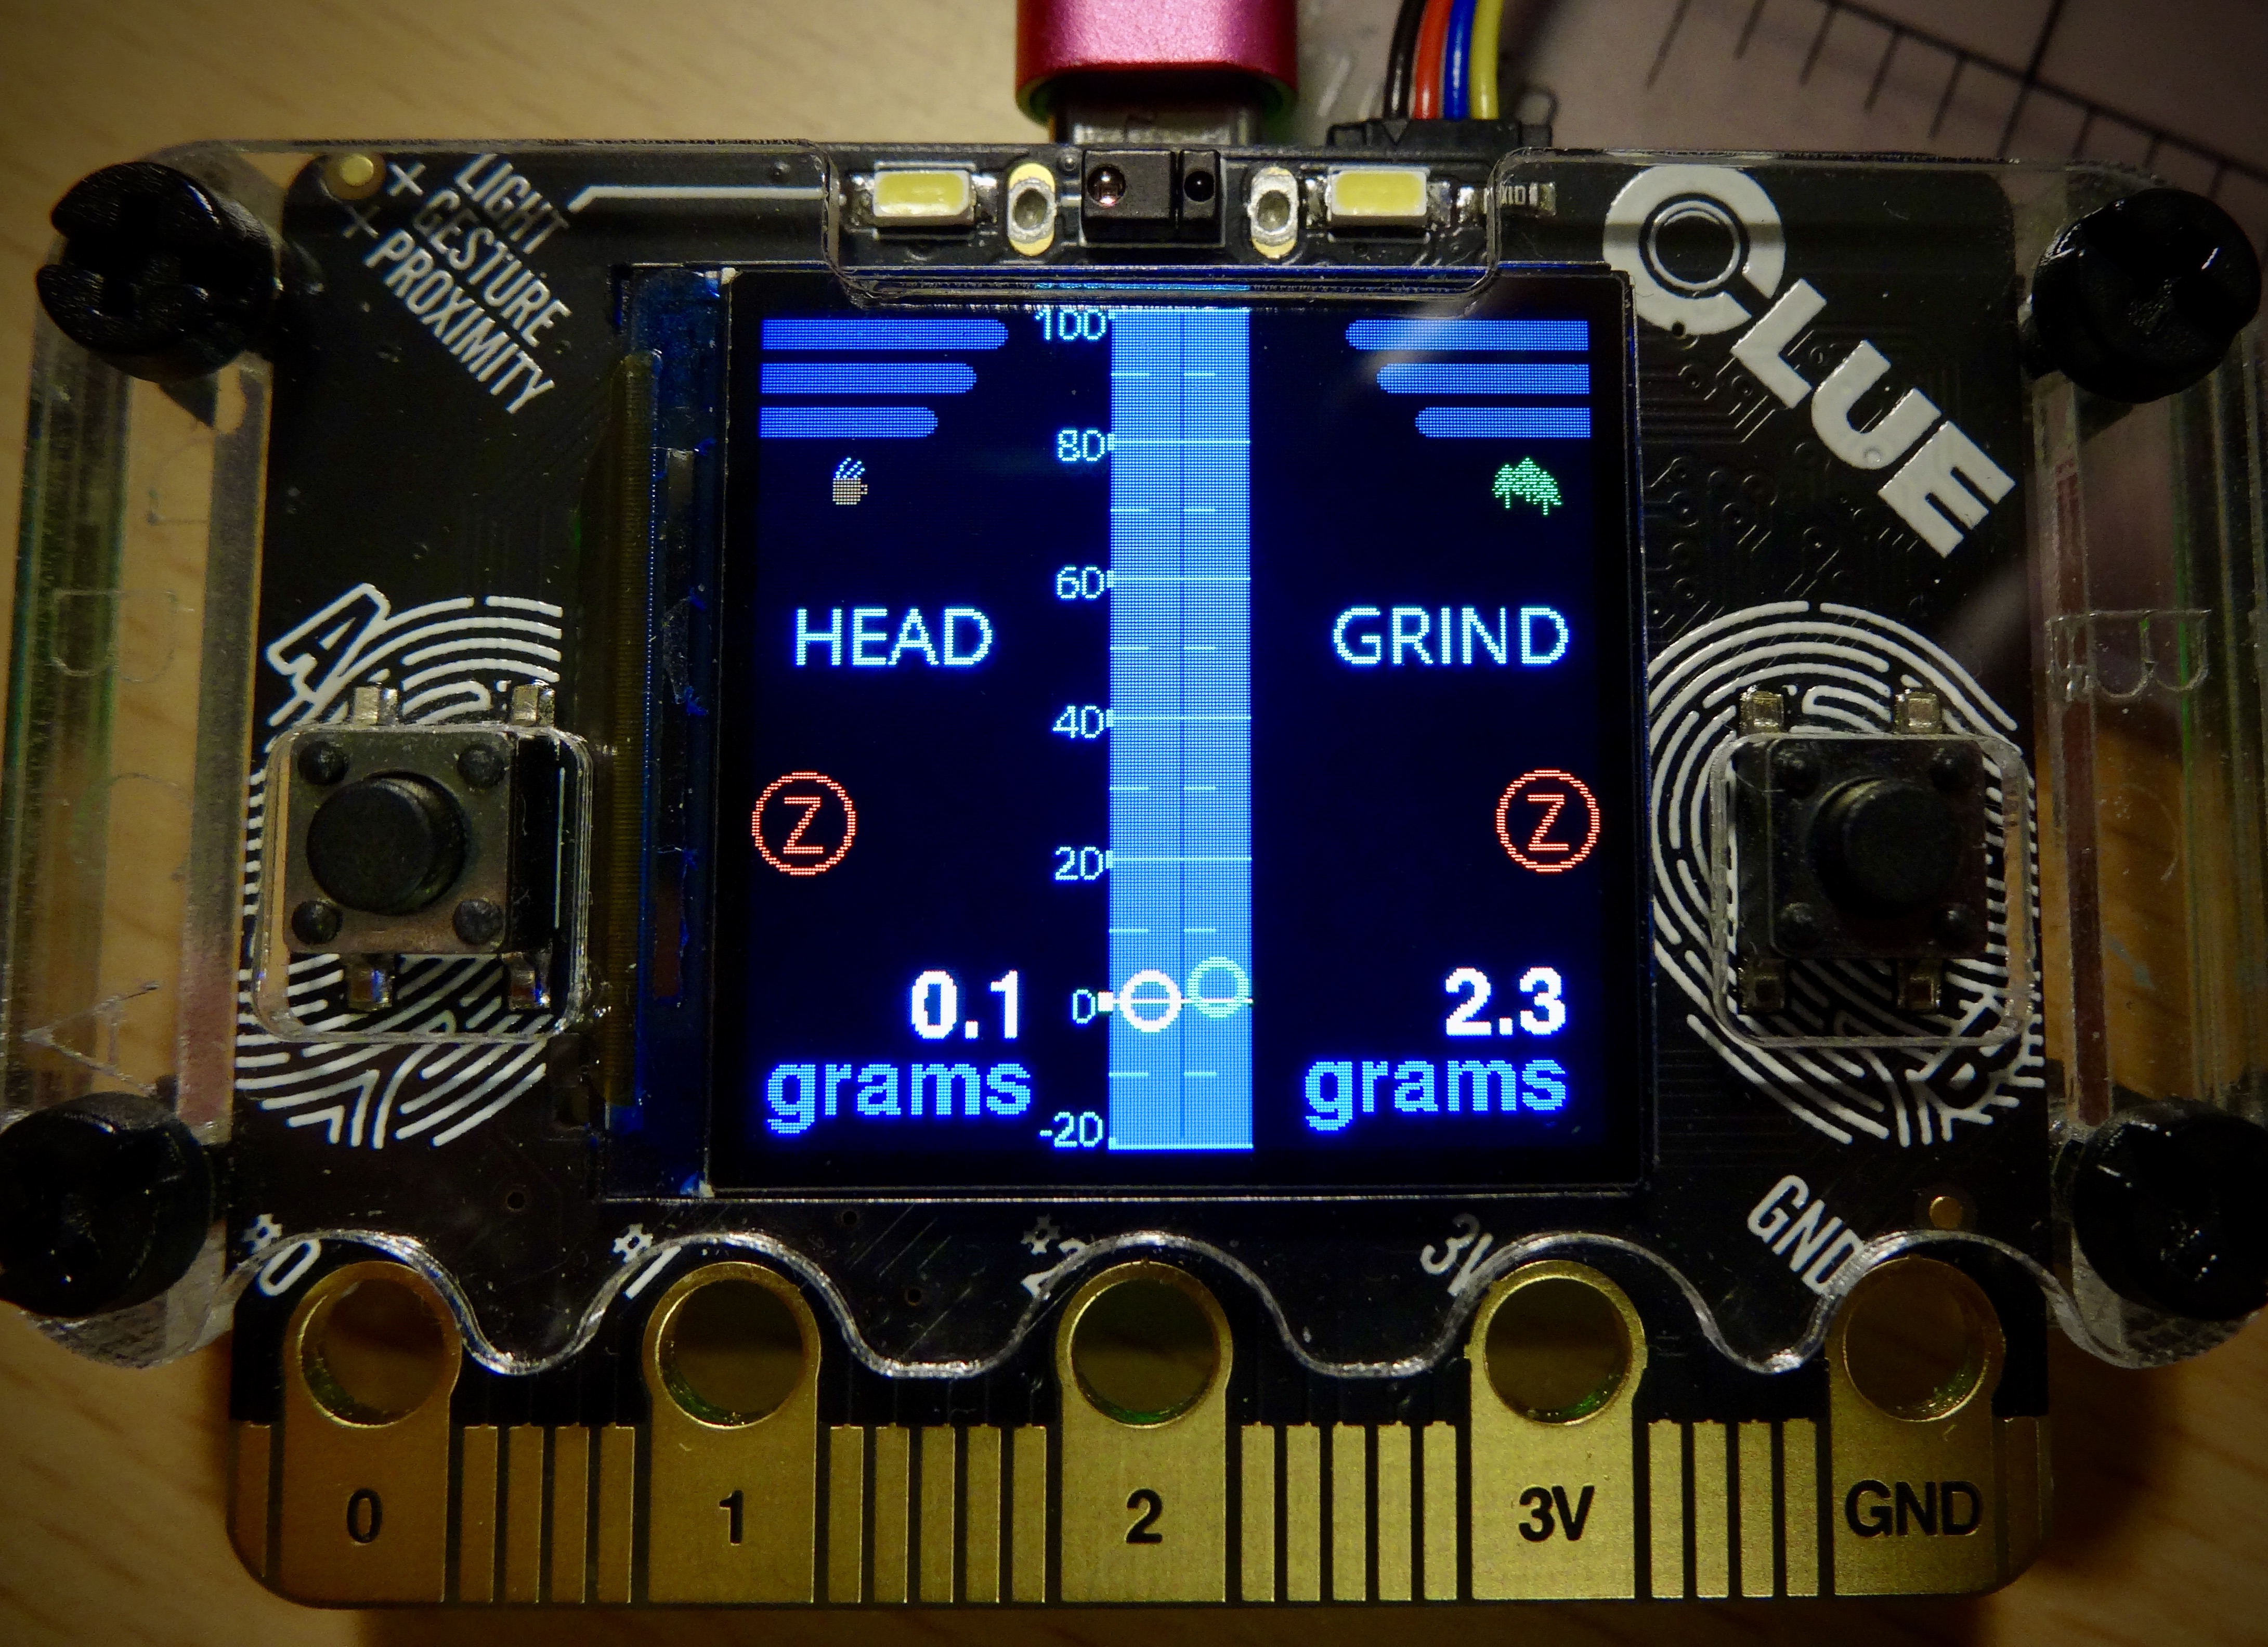 LIGHT
+ GESTURE
+ PROXIMITY
CLUE
100
80
60
40
20
0
-20
HEAD
GRIND
Z
Z
0.1
grams
2.3
grams
A
B
A
B
#0
#1
#2
3V
GND
0
1
2
3V
GND